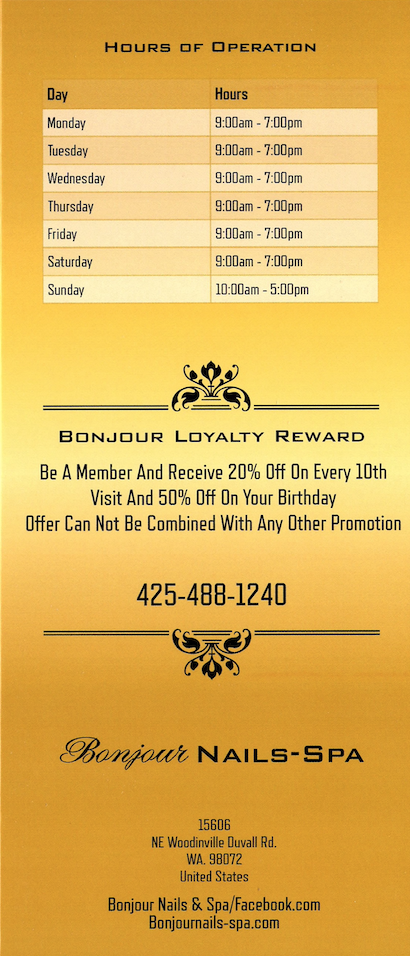 Hours of Operation
Day Hours
Monday 9:00am - 7:00pm
Tuesday 9:00am - 7:00pm
Wednesday 9:00am - 7:00pm
Thursday 9:00am - 7:00pm
Friday 9:00am - 7:00pm
Saturday 9:00am - 7:00pm
Sunday 10:00am - 5:00pm
Bonjour Loyalty Reward
Be A Member And Receive 20% Off On Every 10th
Visit And 50% Off On Your Birthday
Offer Can Not Be Combined With Any Other Promotion
425-488-1240
Bonjour Nails-Spa
15606
NE Woodinville Duvall Rd.
WA. 98072
United States
Bonjour Nails & Spa/Facebook.com
Bonjournails-spa.com